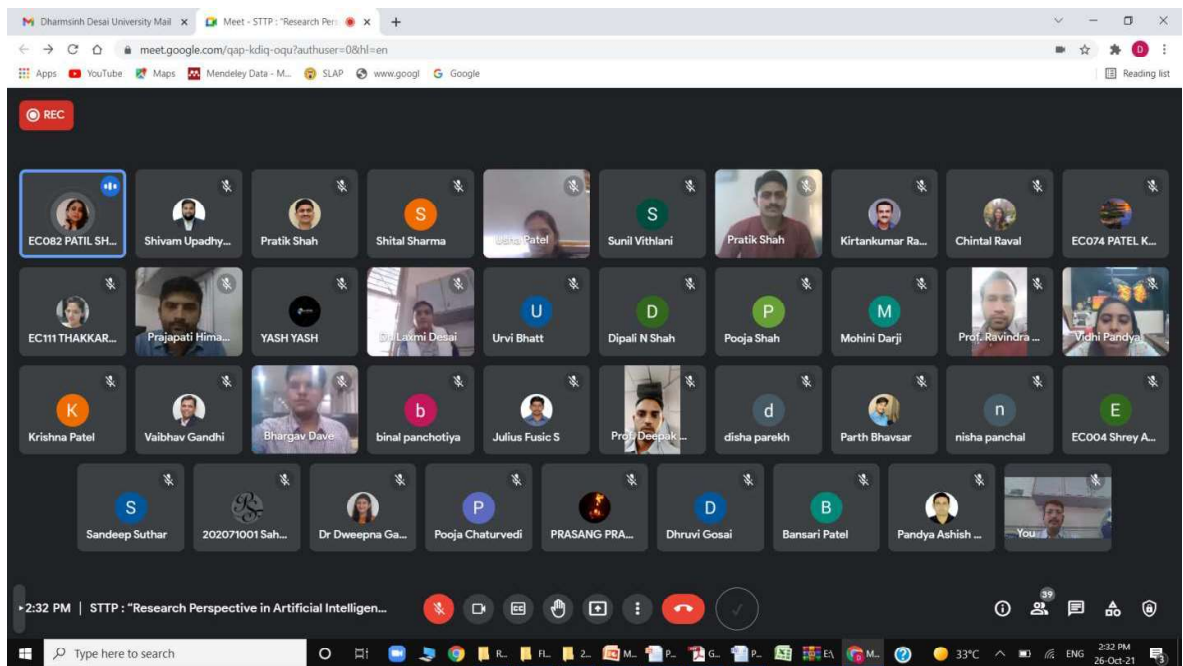 Dharmsinh Desai University Mail
Meet - STTP : "Research Pers
meet.google.com/qap-kdiq-oqu?authuser=0&hl=en
D
Apps YouTube Maps Mendeley Data - M... SLAP www.googl Google Reading list
REC
EC082 PATIL SH... Shivam Upadhy... Pratik Shah S Shital Sharma Usha Patel S Sunil Vithlani Pratik Shah Kirtankumar Ra... Chintal Raval EC074 PATEL K...
EC111 THAKKAR... Prajapati Hima... YASH YASH Dr. Laxmi Desai U Urvi Bhatt D Dipali N Shah P Pooja Shah M Mohini Darji Prof. Ravindra ... Vidhi Pandya
K Krishna Patel Vaibhav Gandhi Bhargav Dave b binal panchotiya Julius Fusic S Prof. Deepak ... d disha parekh Parth Bhavsar n nisha panchal E EC004 Shrey A...
S Sandeep Suthar 202071001 Sah... Dr Dweepna Ga... P Pooja Chaturvedi PRASANG PRA... D Dhruvi Gosai B Bansari Patel Pandya Ashish ... You
2:32 PM | STTP : "Research Perspective in Artificial Intelligen... 39
Type here to search R... FL.. 2... M... P... G... P... EA M... 33°C ENG 2:32 PM
26-Oct-21 3